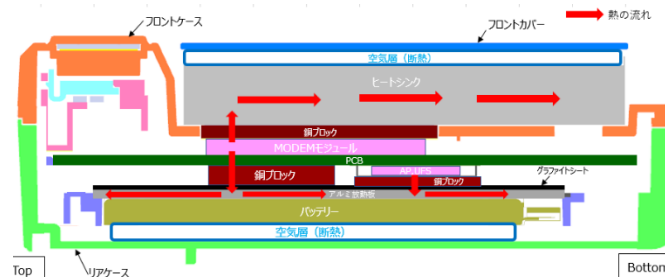 フロントケース
フロントカバー
熱の流れ
空気層（断熱）
ヒートシンク
銅ブロック
MODEMモジュール
PCB
銅ブロック
AP,UFS
銅ブロック
グラファイトシート
アルミ放熱板
バッテリー
空気層（断熱）
Top
リアケース
Bottom